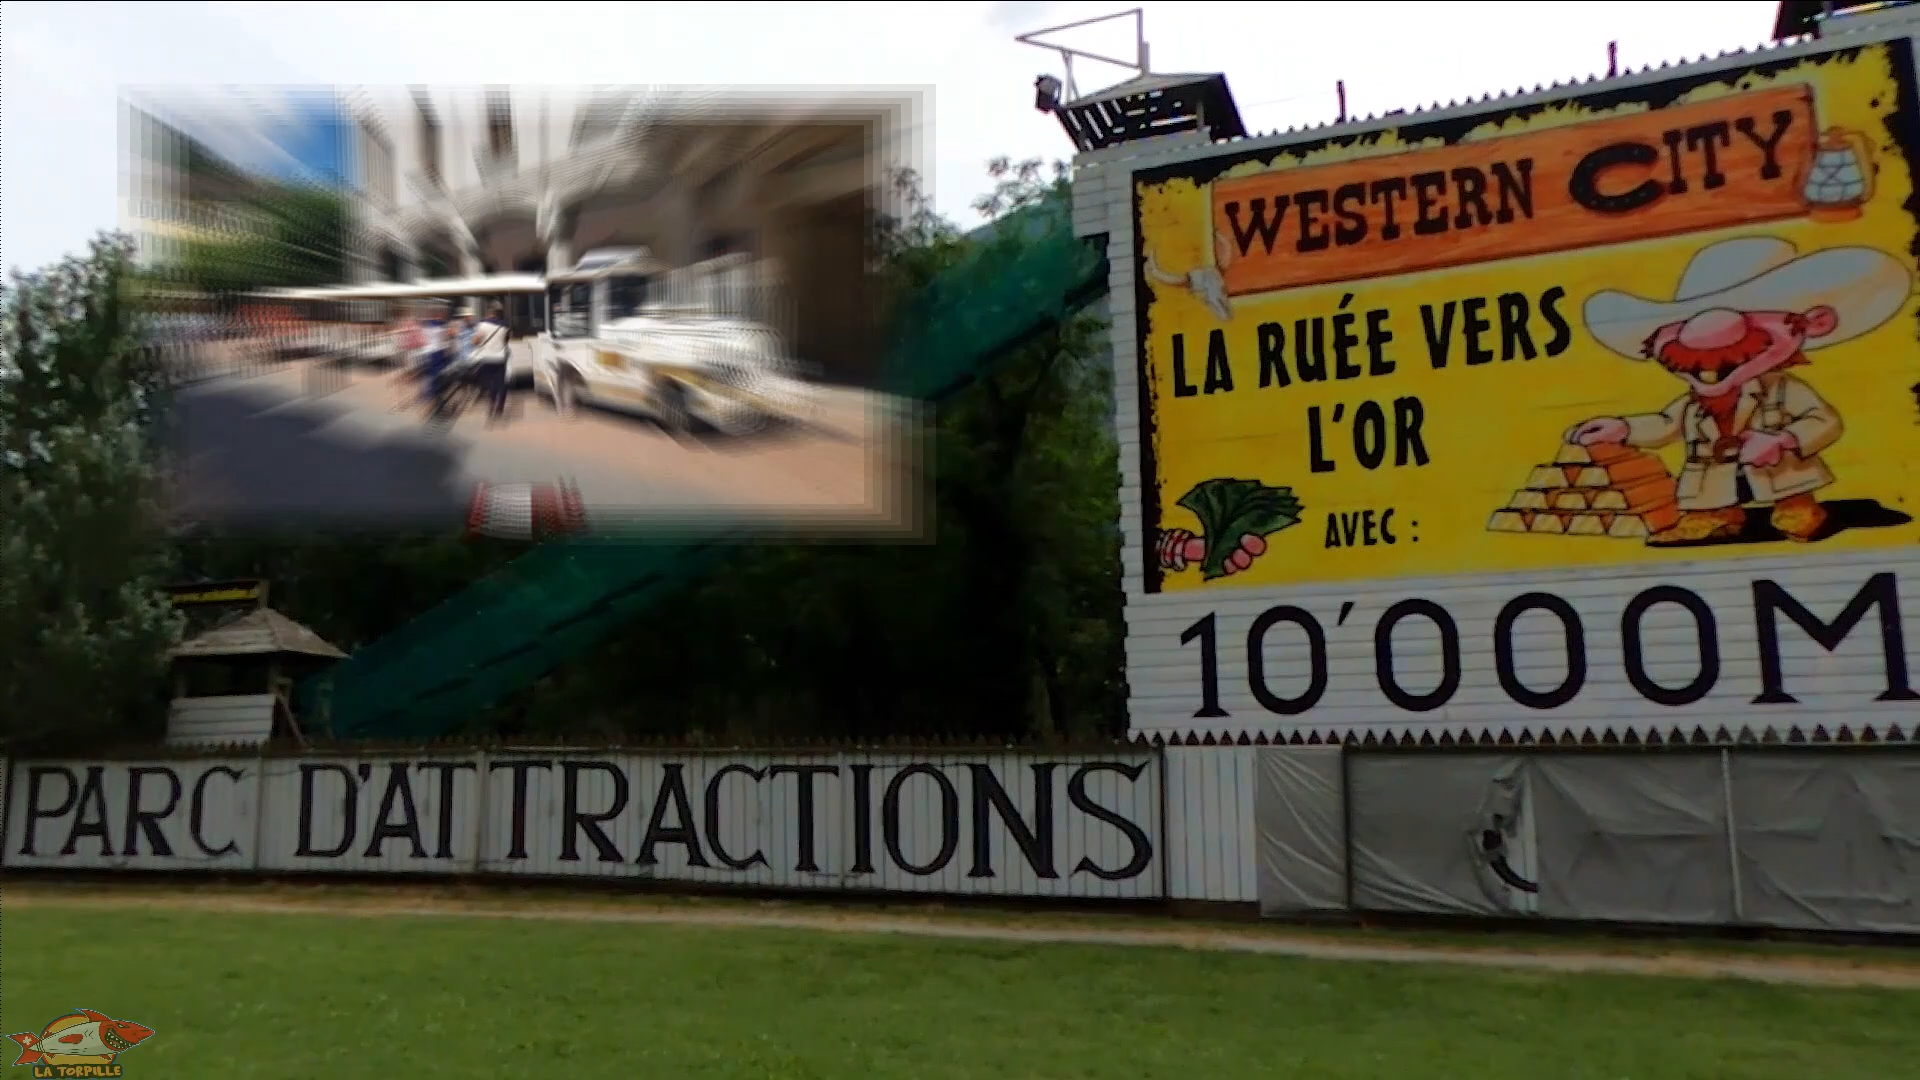 WESTERN CITY
LA RUÉE VERS
L'OR
AVEC :
10'000M
PARC D'ATTRACTIONS
LA TORPILLE